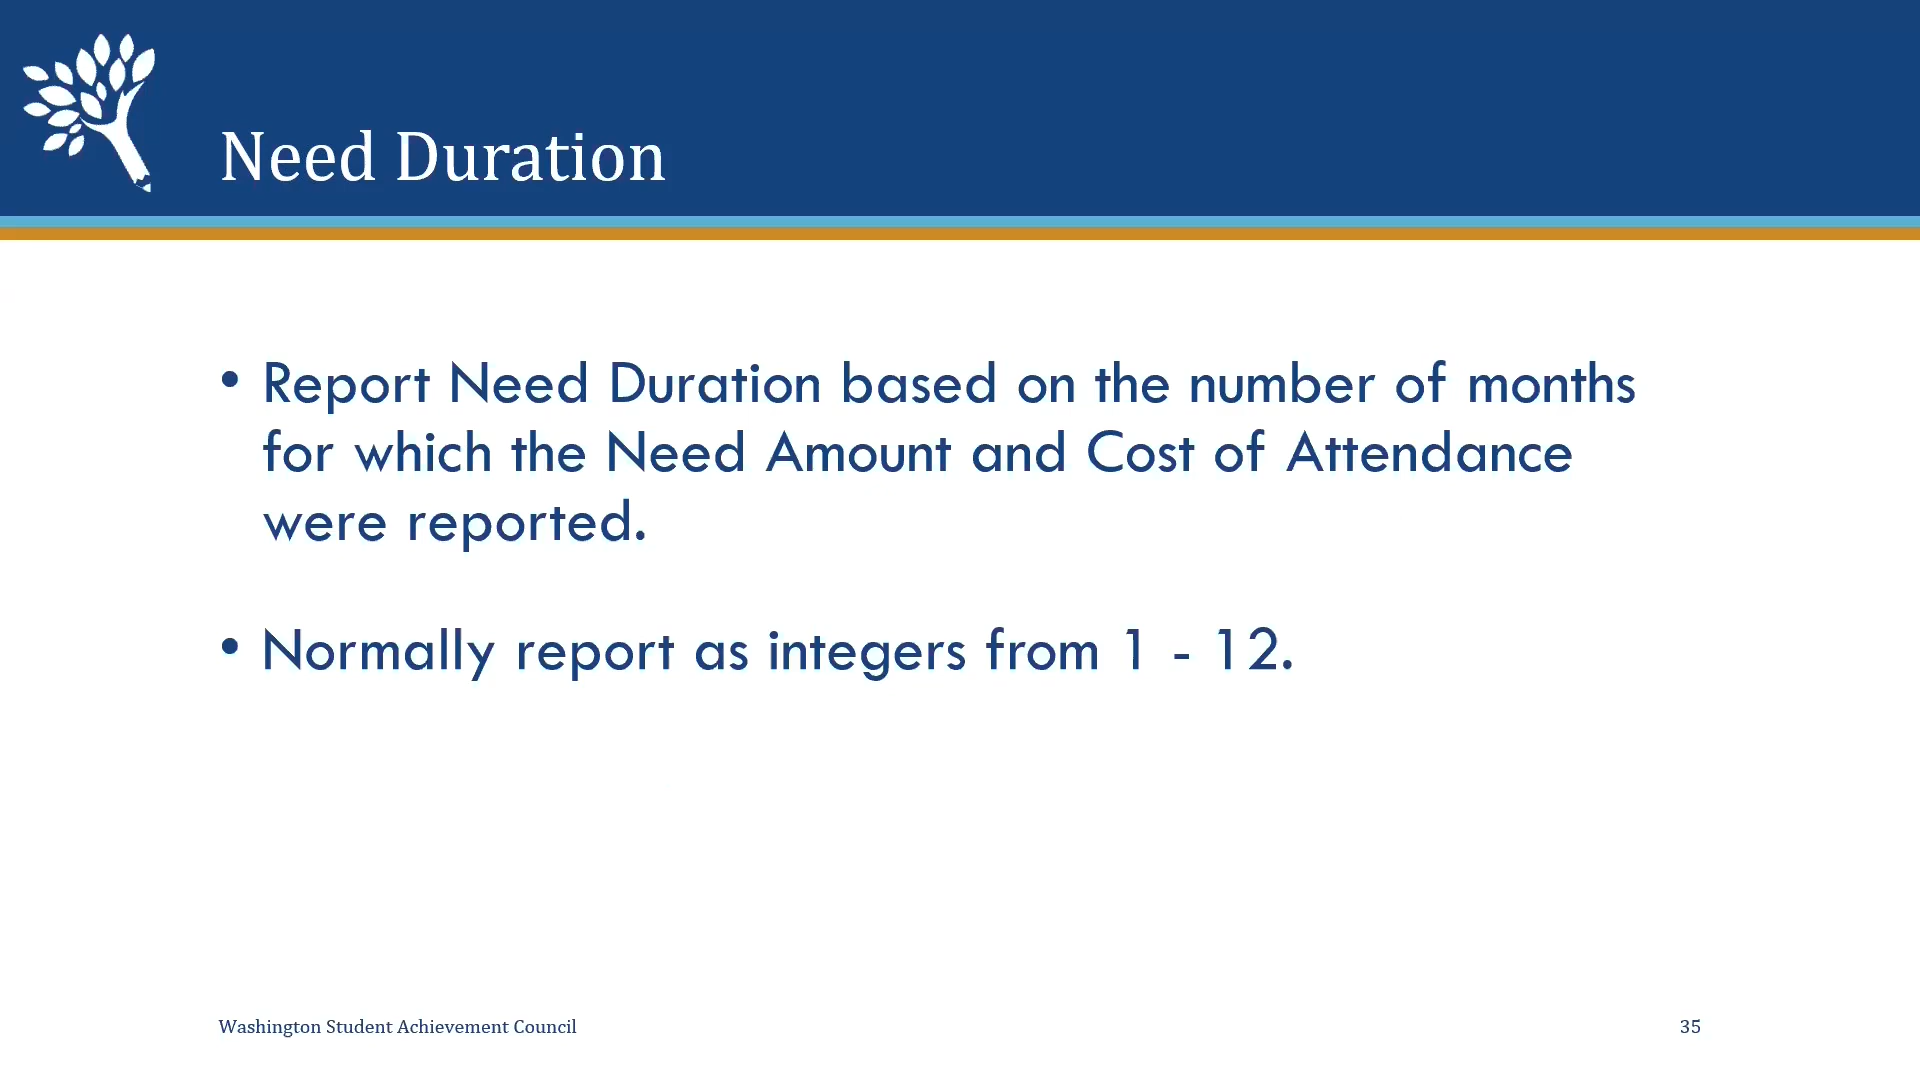 Need Duration
• Report Need Duration based on the number of months
for which the Need Amount and Cost of Attendance
were reported.
• Normally report as integers from 1 - 12.
Washington Student Achievement Council
35